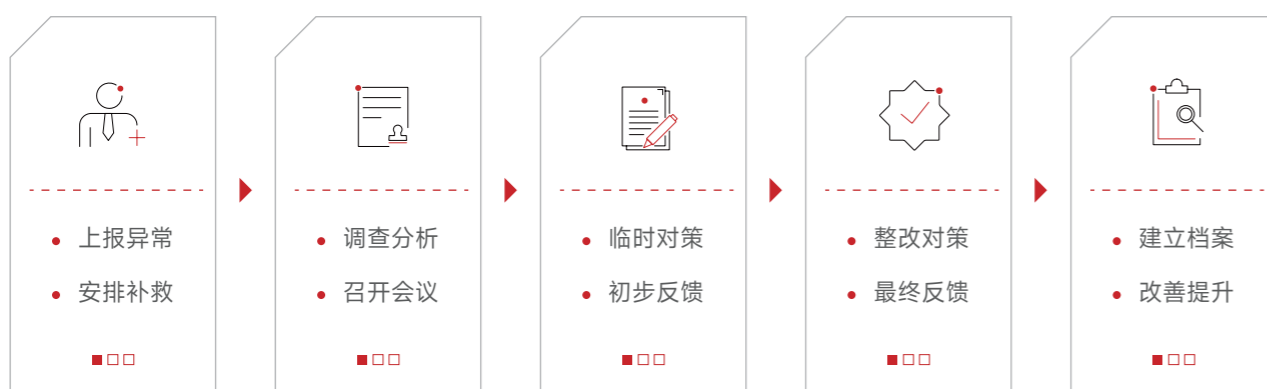 上报异常
安排补救
调查分析
召开会议
临时对策
初步反馈
整改对策
最终反馈
建立档案
改善提升